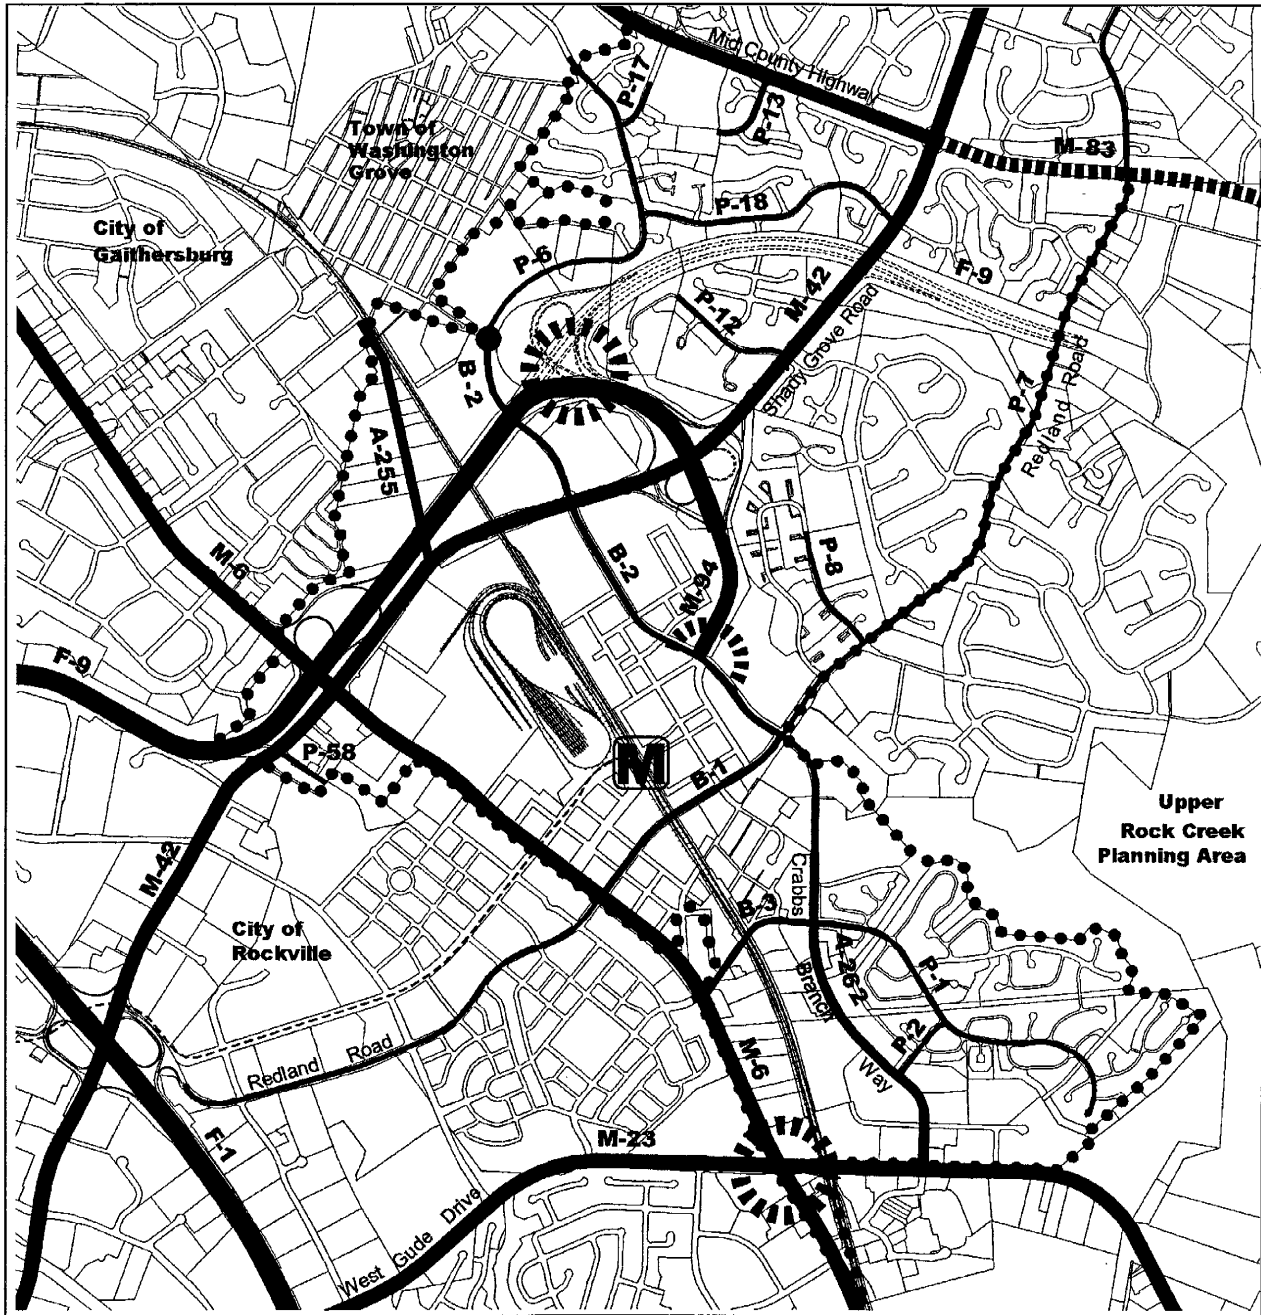 Mid County Highway
P-17
P-13
M-83
Town of
Washington
Grove
P-18
City of
Gaithersburg
P-6
F-9
M-42
P-12
Shady Grove Road
B-2
P-7
Redland Road
A-255
M-6
B-2
P-8
M-94
F-9
P-58
M
B-1
Upper
Rock Creek
Planning Area
M-42
Crabbs
B-3
City of
Rockville
A-262
P-1
Branch
P-2
Redland Road
M-6
Way
F-1
M-23
West Gude Drive